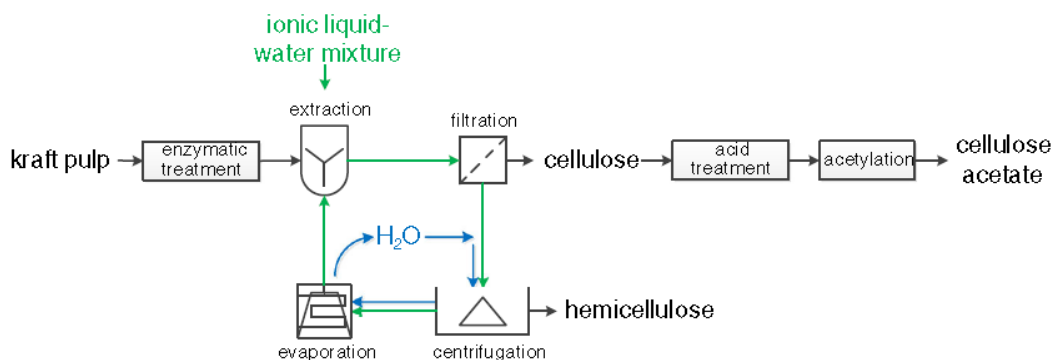 ionic liquid-
water mixture
extraction
filtration
kraft pulp
enzymatic
treatment
cellulose
acid
treatment
acetylation
cellulose
acetate
H₂O
hemicellulose
evaporation
centrifugation